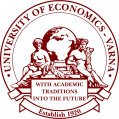 · UNIVERSITY OF ECONOMICS - VARNA ·
WITH ACADEMIC
TRADITIONS
INTO THE FUTURE
Establish 1920